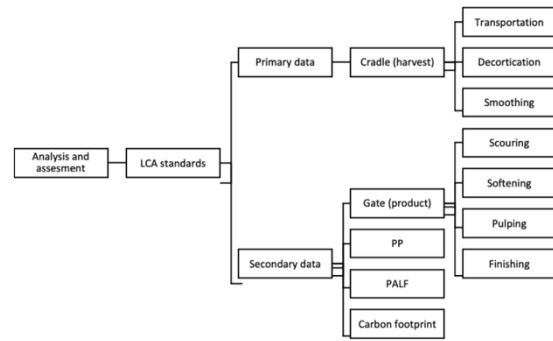 Transportation
Primary data
Cradle (harvest)
Decortication
Smoothing
Analysis and
assesment
LCA standards
Scouring
Gate (product)
Softening
Pulping
PP
Secondary data
Finishing
PALF
Carbon footprint